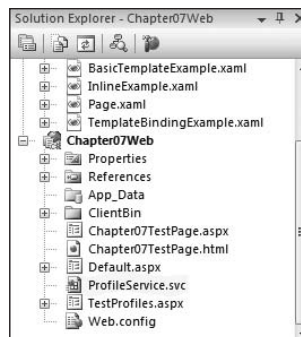 Solution Explorer - Chapter07Web
BasicTemplateExample.xaml
InlineExample.xaml
Page.xaml
TemplateBindingExample.xaml
Chapter07Web
Properties
References
App_Data
ClientBin
Chapter07TestPage.aspx
Chapter07TestPage.html
Default.aspx
ProfileService.svc
TestProfiles.aspx
Web.config